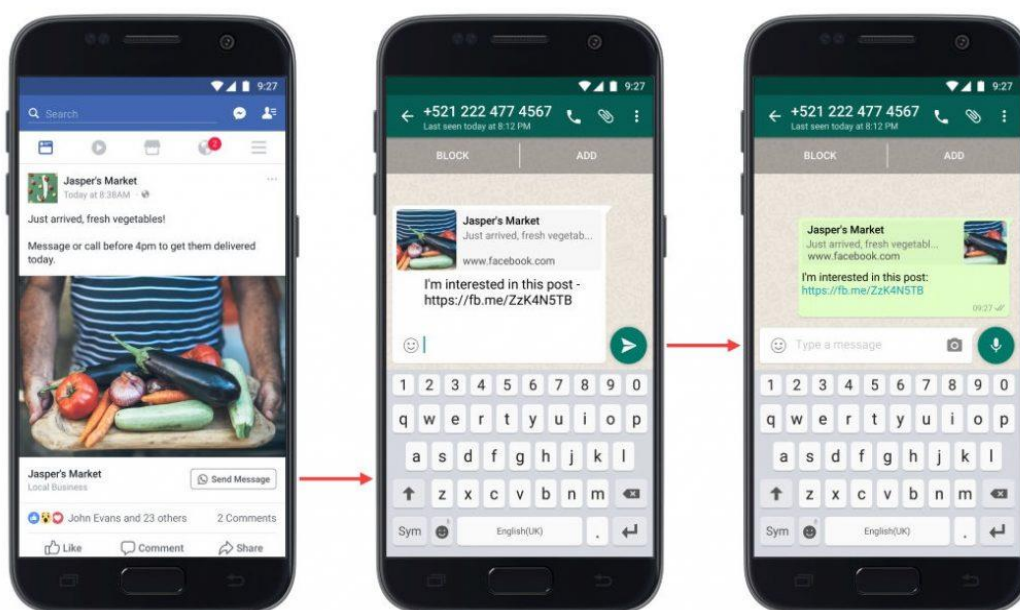 9:27
Search
2
Jasper's Market
Today at 8:38AM
Just arrived, fresh vegetables!
Message or call before 4pm to get them delivered
today.
Jasper's Market
Local Business
Send Message
John Evans and 23 others
2 Comments
Like
Comment
Share
9:27
+521 222 477 4567
Last seen today at 8:12 PM
BLOCK
ADD
Jasper's Market
Just arrived, fresh vegetab...
www.facebook.com
I'm interested in this post -
https://fb.me/ZzK4N5TB
1 2 3 4 5 6 7 8 9 0
q w e r t y u i o p
a s d f g h j k l
z x c v b n m
Sym
English(UK)
.
9:27
+521 222 477 4567
Last seen today at 8:12 PM
BLOCK
ADD
Jasper's Market
Just arrived, fresh vegetabl...
www.facebook.com
I'm interested in this post:
https://fb.me/ZzK4N5TB
09:27
Type a message
1 2 3 4 5 6 7 8 9 0
q w e r t y u i o p
a s d f g h j k l
z x c v b n m
Sym
English(UK)
.